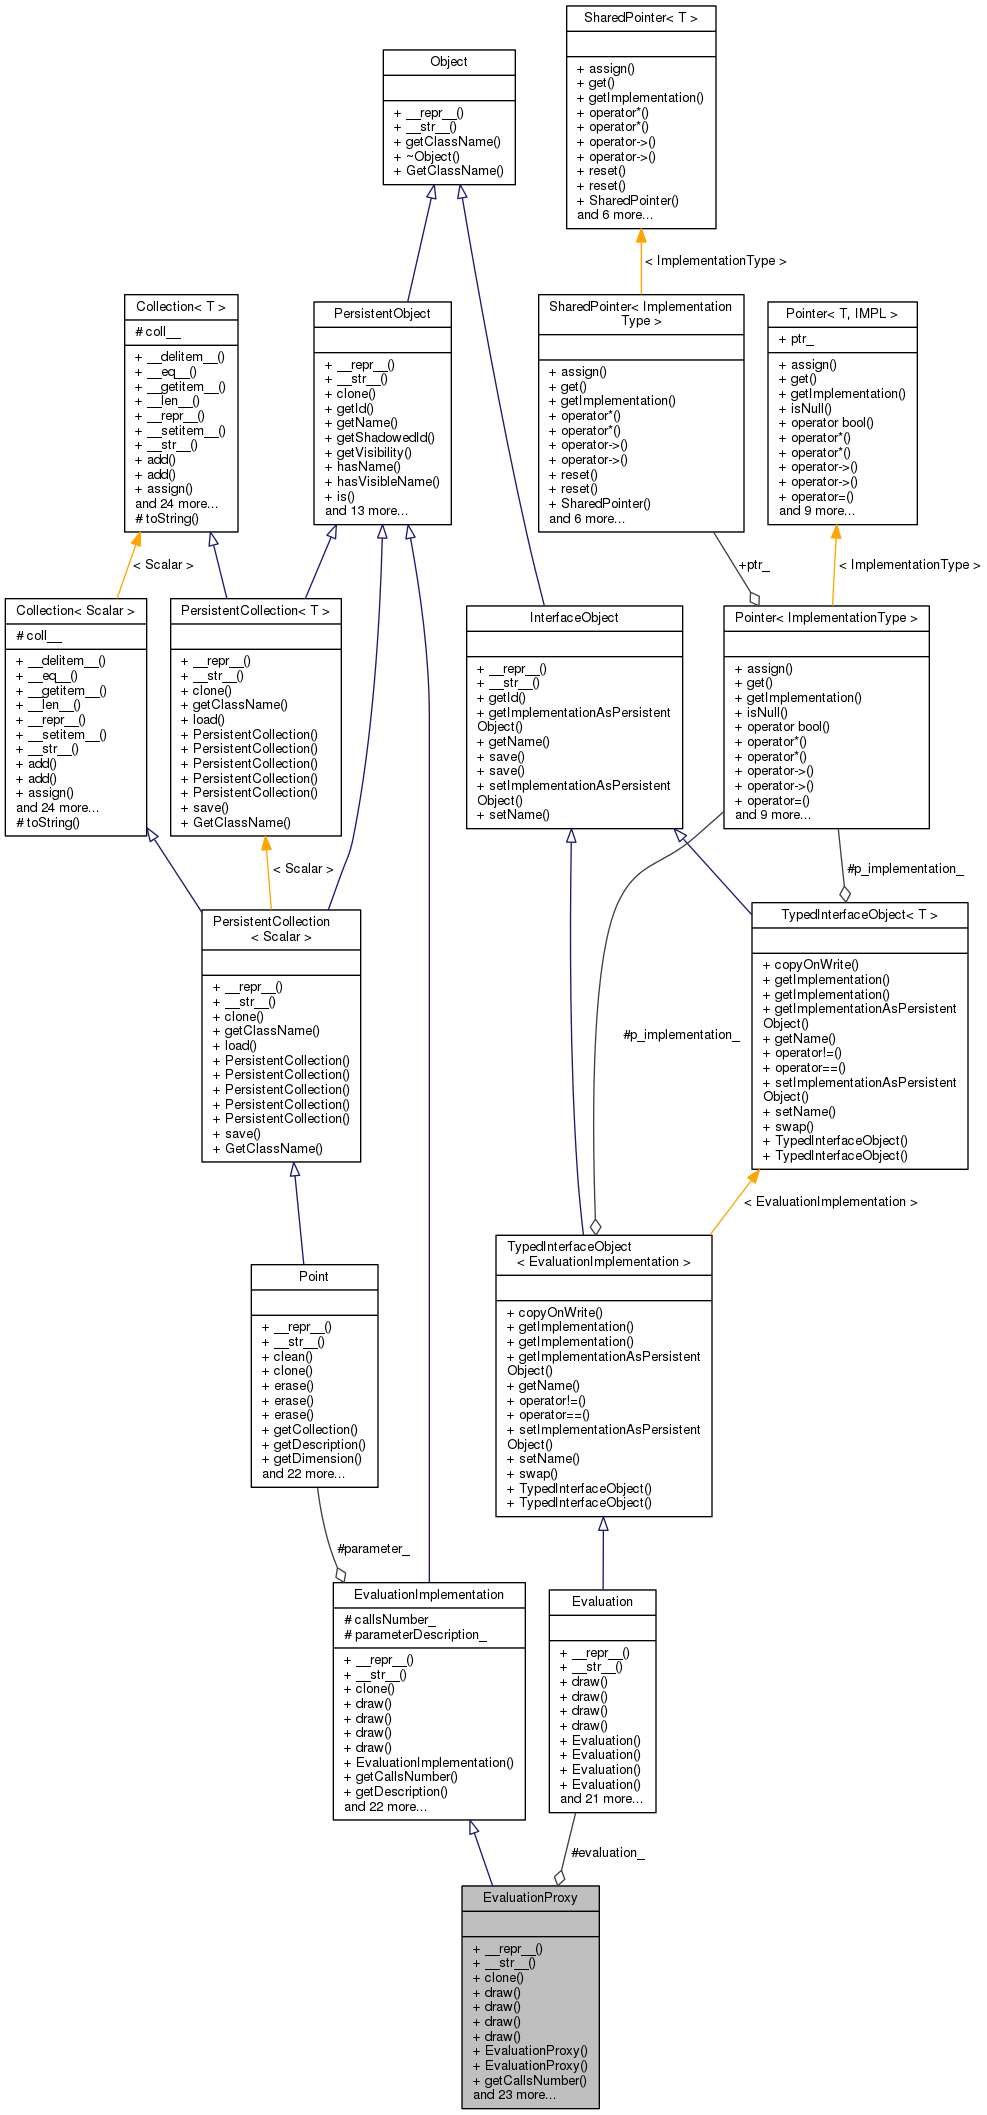 SharedPointer< T >
+ assign()
+ get()
+ getImplementation()
+ operator*()
+ operator*()
+ operator->()
+ operator->()
+ reset()
+ reset()
+ SharedPointer()
and 6 more...
Object
+ __repr__()
+ __str__()
+ getClassName()
+ ~Object()
+ GetClassName()
< ImplementationType >
Collection< T >
# coll__
+ __delitem__()
+ __eq__()
+ __getitem__()
+ __len__()
+ __repr__()
+ __setitem__()
+ __str__()
+ add()
+ add()
+ assign()
and 24 more...
# toString()
PersistentObject
+ __repr__()
+ __str__()
+ clone()
+ getId()
+ getName()
+ getShadowedId()
+ getVisibility()
+ hasName()
+ hasVisibleName()
+ is()
and 13 more...
SharedPointer< Implementation
Type >
+ assign()
+ get()
+ getImplementation()
+ operator*()
+ operator*()
+ operator->()
+ operator->()
+ reset()
+ reset()
+ SharedPointer()
and 6 more...
Pointer< T, IMPL >
+ ptr_
+ assign()
+ get()
+ getImplementation()
+ isNull()
+ operator bool()
+ operator*()
+ operator*()
+ operator->()
+ operator->()
+ operator=()
and 9 more...
< Scalar >
+ptr_
< ImplementationType >
Collection< Scalar >
# coll__
+ __delitem__()
+ __eq__()
+ __getitem__()
+ __len__()
+ __repr__()
+ __setitem__()
+ __str__()
+ add()
+ add()
+ assign()
and 24 more...
# toString()
PersistentCollection< T >
+ __repr__()
+ __str__()
+ clone()
+ getClassName()
+ load()
+ PersistentCollection()
+ PersistentCollection()
+ PersistentCollection()
+ PersistentCollection()
+ PersistentCollection()
+ save()
+ GetClassName()
InterfaceObject
+ __repr__()
+ __str__()
+ getId()
+ getImplementationAsPersistent
Object()
+ getName()
+ save()
+ save()
+ setImplementationAsPersistent
Object()
+ setName()
Pointer< ImplementationType >
+ assign()
+ get()
+ getImplementation()
+ isNull()
+ operator bool()
+ operator*()
+ operator*()
+ operator->()
+ operator->()
+ operator=()
and 9 more...
< Scalar >
#p_implementation_
PersistentCollection
< Scalar >
+ __repr__()
+ __str__()
+ clone()
+ getClassName()
+ load()
+ PersistentCollection()
+ PersistentCollection()
+ PersistentCollection()
+ PersistentCollection()
+ PersistentCollection()
+ save()
+ GetClassName()
#p_implementation_
TypedInterfaceObject< T >
+ copyOnWrite()
+ getImplementation()
+ getImplementation()
+ getImplementationAsPersistent
Object()
+ getName()
+ operator!=()
+ operator==()
+ setImplementationAsPersistent
Object()
+ setName()
+ swap()
+ TypedInterfaceObject()
+ TypedInterfaceObject()
< EvaluationImplementation >
Point
+ __repr__()
+ __str__()
+ clean()
+ clone()
+ erase()
+ erase()
+ erase()
+ getCollection()
+ getDescription()
+ getDimension()
and 22 more...
TypedInterfaceObject
< EvaluationImplementation >
+ copyOnWrite()
+ getImplementation()
+ getImplementation()
+ getImplementationAsPersistent
Object()
+ getName()
+ operator!=()
+ operator==()
+ setImplementationAsPersistent
Object()
+ setName()
+ swap()
+ TypedInterfaceObject()
+ TypedInterfaceObject()
#parameter_
EvaluationImplementation
# callsNumber_
# parameterDescription_
+ __repr__()
+ __str__()
+ clone()
+ draw()
+ draw()
+ draw()
+ draw()
+ EvaluationImplementation()
+ getCallsNumber()
+ getDescription()
and 22 more...
Evaluation
+ __repr__()
+ __str__()
+ draw()
+ draw()
+ draw()
+ draw()
+ Evaluation()
+ Evaluation()
+ Evaluation()
+ Evaluation()
and 21 more...
#evaluation_
EvaluationProxy
+ __repr__()
+ __str__()
+ clone()
+ draw()
+ draw()
+ draw()
+ draw()
+ EvaluationProxy()
+ EvaluationProxy()
+ getCallsNumber()
and 23 more...